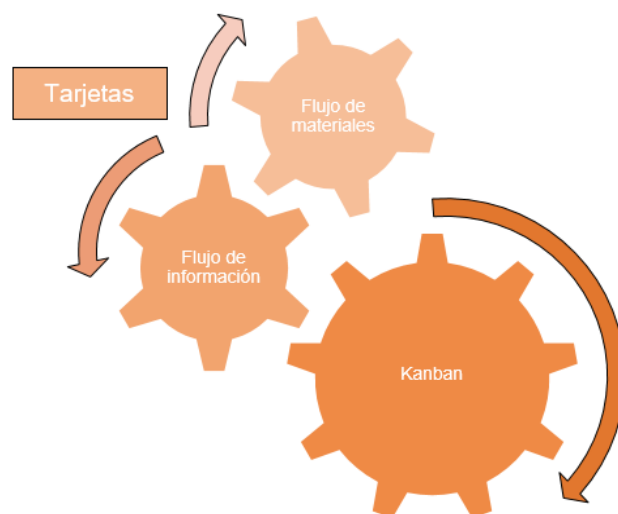 Tarjetas
Flujo de
materiales
Flujo de
información
Kanban